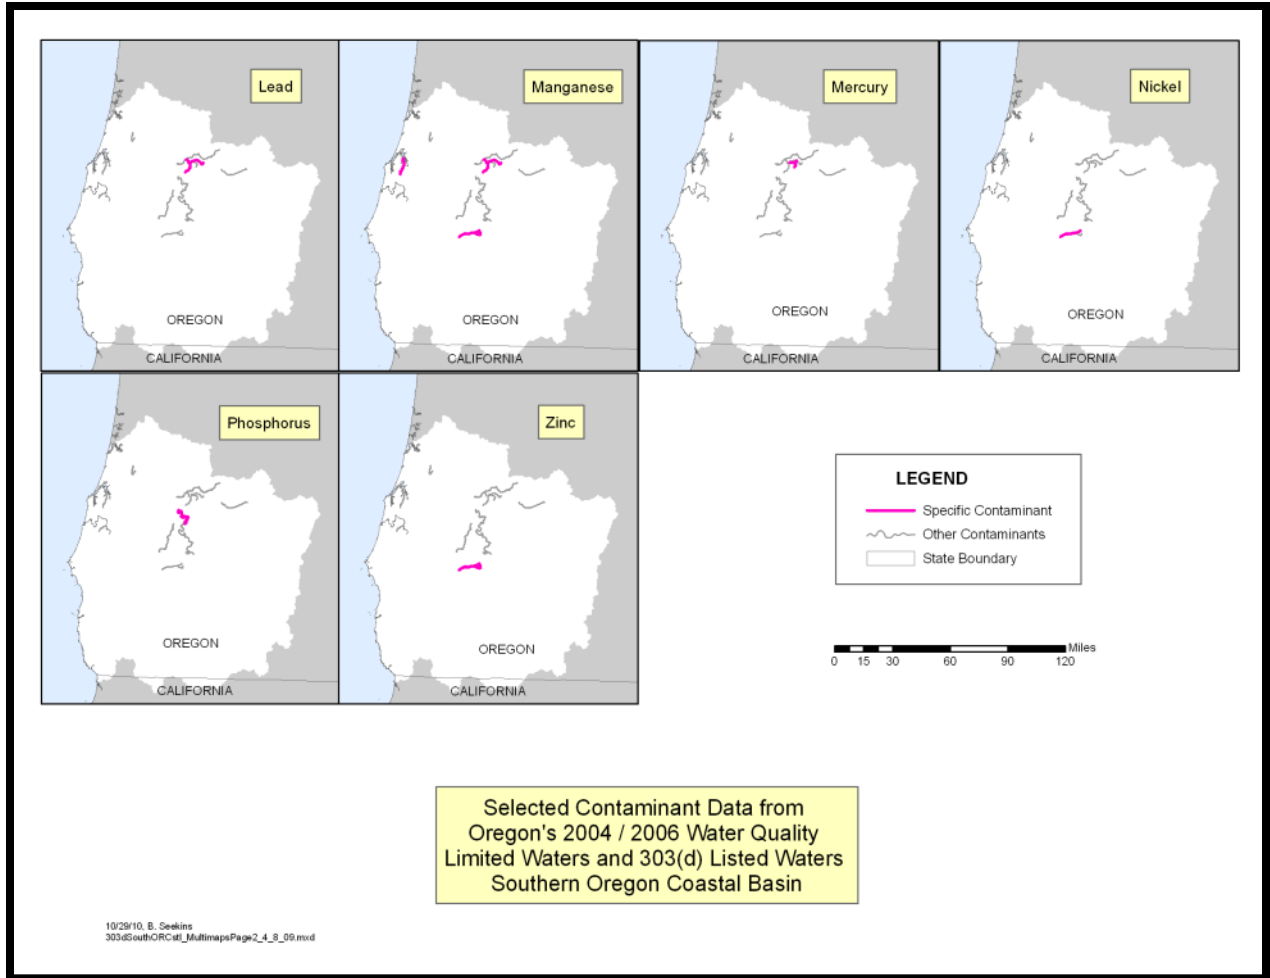 Lead
Manganese
Mercury
Nickel
OREGON
CALIFORNIA
OREGON
CALIFORNIA
OREGON
CALIFORNIA
OREGON
CALIFORNIA
Phosphorus
Zinc
OREGON
CALIFORNIA
OREGON
CALIFORNIA
LEGEND
Specific Contaminant
Other Contaminants
State Boundary
Miles
0 15 30 60 90 120
Selected Contaminant Data from
Oregon's 2004 / 2006 Water Quality
Limited Waters and 303(d) Listed Waters
Southern Oregon Coastal Basin
10/29/10, B. Seekins
303dSouthORCstl_MultimapsPage2_4_8_09.mxd